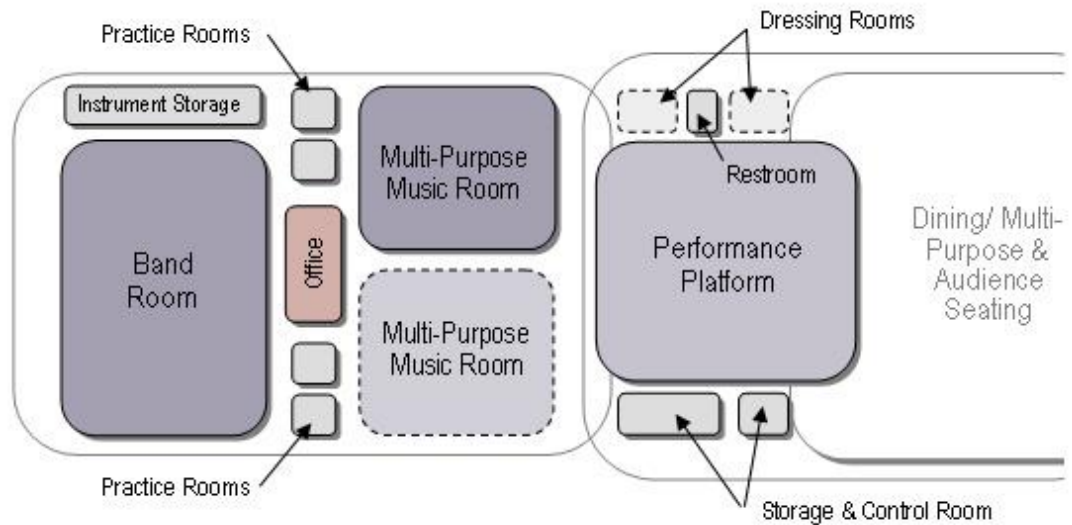 Dressing Rooms
Practice Rooms
Instrument Storage
Multi-Purpose
Music Room
Restroom
Band
Room
Office
Performance
Platform
Dining/ Multi-
Purpose &
Audience
Seating
Multi-Purpose
Music Room
Practice Rooms
Storage & Control Room